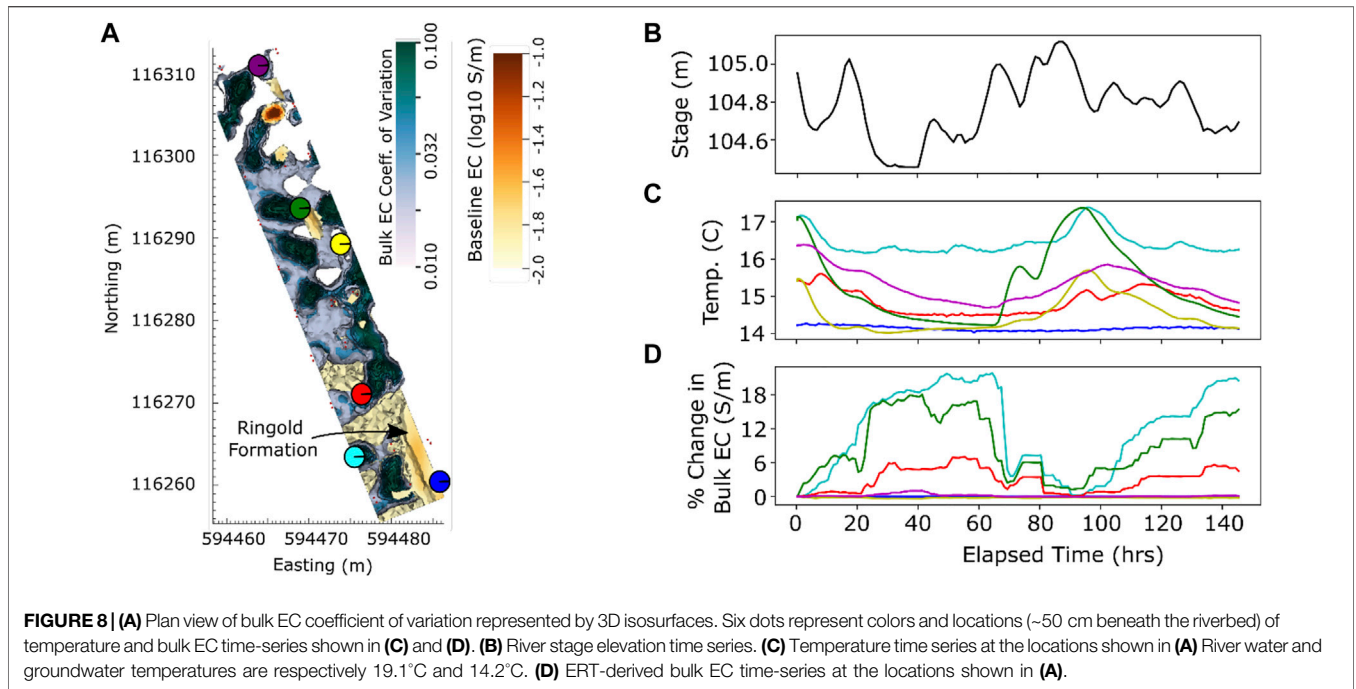 A
116310
116300
116290
116280
116270
116260
Northing (m)
594460 594470 594480
Easting (m)
Ringold
Formation
Bulk EC Coeff. of Variation
0.100
0.032
0.010
Baseline EC (log10 S/m)
-1.0
-1.2
-1.4
-1.6
-1.8
-2.0
B
Stage (m)
105.0
104.8
104.6
C
Temp. (C)
17
16
15
14
D
% Change in
Bulk EC (S/m)
18
12
6
0
0 20 40 60 80 100 120 140
Elapsed Time (hrs)
FIGURE 8 | (A) Plan view of bulk EC coefficient of variation represented by 3D isosurfaces. Six dots represent colors and locations (~50 cm beneath the riverbed) of
temperature and bulk EC time-series shown in (C) and (D). (B) River stage elevation time series. (C) Temperature time series at the locations shown in (A) River water and
groundwater temperatures are respectively 19.1°C and 14.2°C. (D) ERT-derived bulk EC time-series at the locations shown in (A).